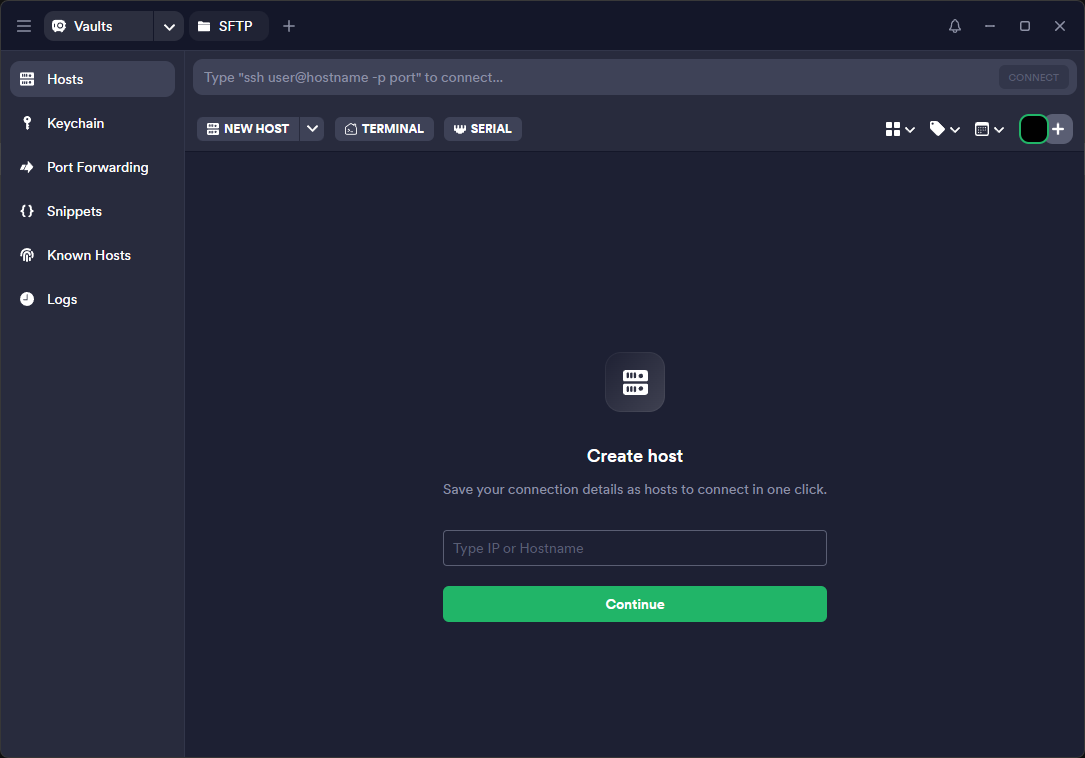 Vaults
SFTP
Hosts
Keychain
Port Forwarding
Snippets
Known Hosts
Logs
Type "ssh user@hostname -p port" to connect...
CONNECT
NEW HOST
TERMINAL
SERIAL
Create host
Save your connection details as hosts to connect in one click.
Type IP or Hostname
Continue